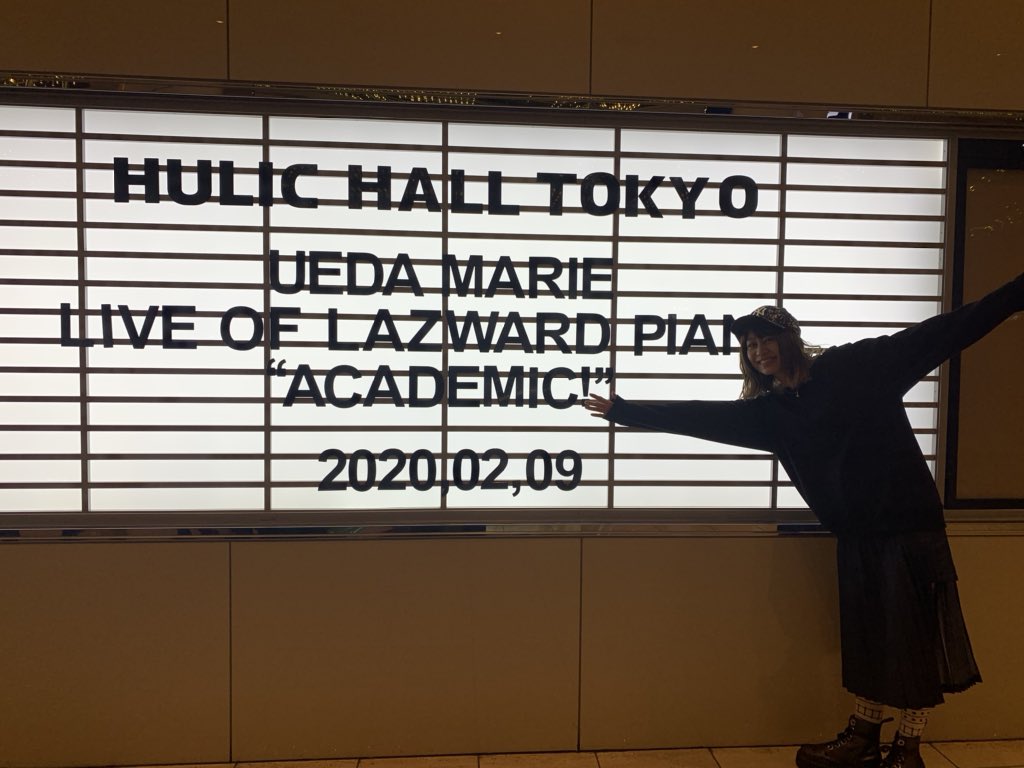 HULIC HALL TOKYO
UEDA MARIE
LIVE OF LAZWARD PIAN
“ACADEMIC!”
2020,02,09